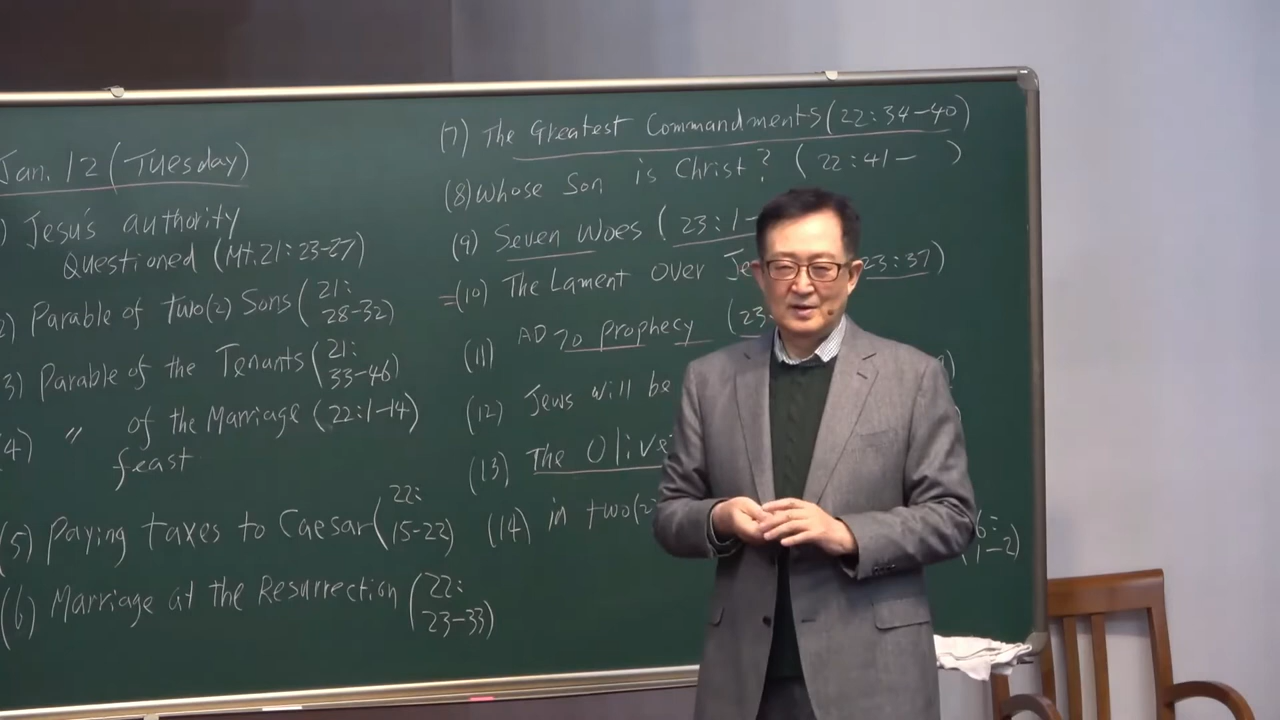 Jan. 12 (Tuesday)
) Jesu's authority
Questioned (Mt. 21: 23-27)
2) Parable of Two(2) Sons (21: 28-32)
3) Parable of the Tenants (21: 33-46)
(4) 〃 of the Marriage (22:1-14)
feast
(5) Paying taxes to Caesar (22: 15-22)
(6) Marriage at the Resurrection (22: 23-33)
(7) The Greatest Commandments (22:34-40)
(8) Whose Son is Christ? (22:41- )
(9) Seven Woes (23:1-
=(10) The Lament over Je 23:37)
(11) AD 70 prophecy (23:
(12) Jews will be )
(13) The Olive
(14) in two(2) 6: 1-2)